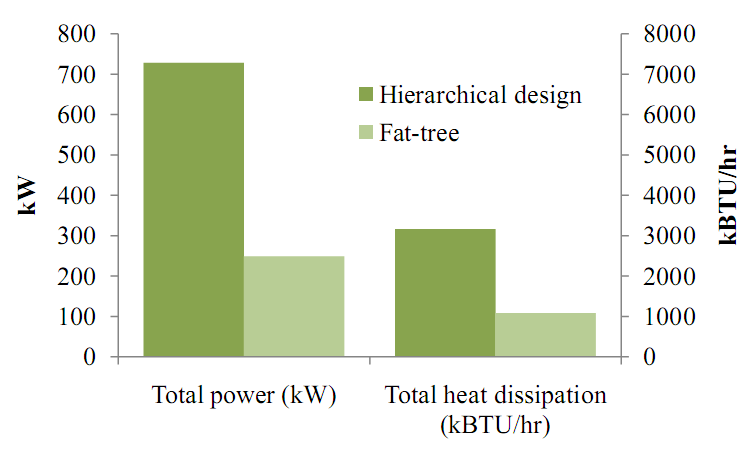 800
700
600
500
400
300
200
100
0
kW
8000
7000
6000
5000
4000
3000
2000
1000
0
kBTU/hr
Hierarchical design
Fat-tree
Total power (kW)
Total heat dissipation
(kBTU/hr)